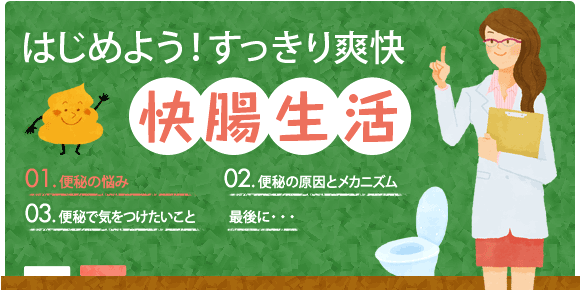 はじめよう!すっきり爽快
快腸生活
01.便秘の悩み
02.便秘の原因とメカニズム
03.便秘で気をつけたいこと
最後に・・・